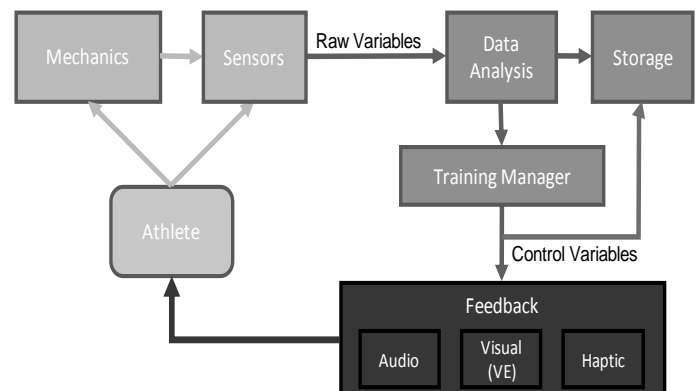 Mechanics
Sensors
Raw Variables
Data
Analysis
Storage
Training Manager
Athlete
Control Variables
Feedback
Audio
Visual
(VE)
Haptic